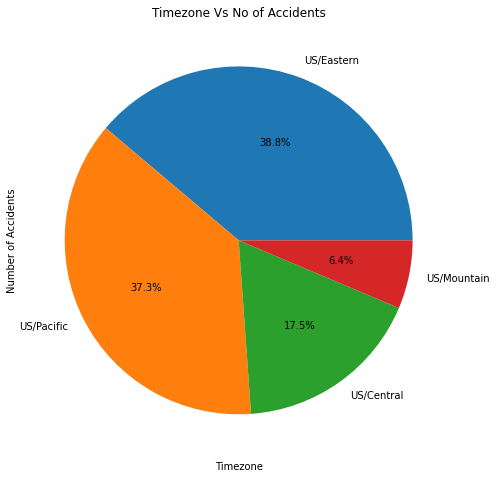 Timezone Vs No of Accidents
US/Eastern
38.8%
Number of Accidents
6.4%
US/Mountain
37.3%
US/Pacific
17.5%
US/Central
Timezone